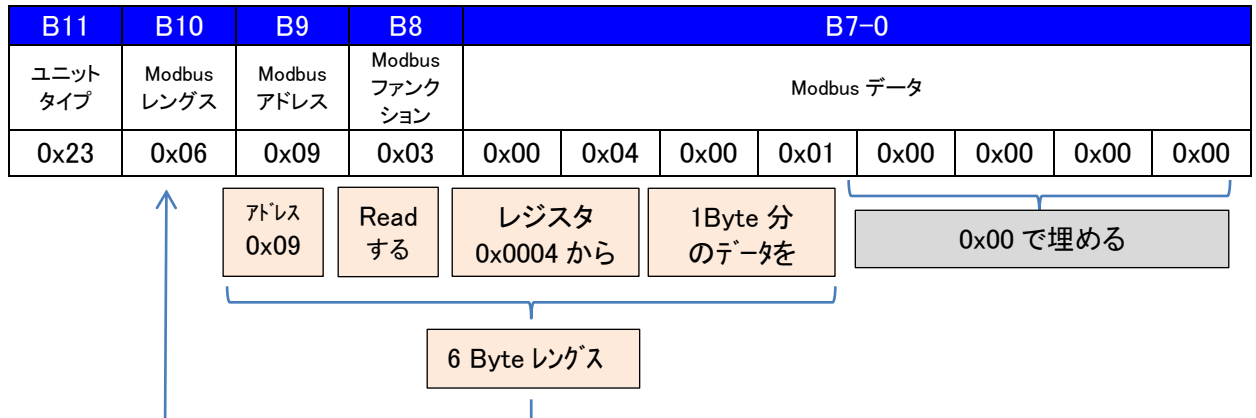 B11 B10 B9 B8 B7-0
ユニット
タイプ
Modbus
レングス
Modbus
アドレス
Modbus
ファンク
ション
Modbus データ
0x23 0x06 0x09 0x03 0x00 0x04 0x00 0x01 0x00 0x00 0x00 0x00
ｱﾄﾞﾚｽ
0x09
Read
する
レジスタ
0x0004 から
1Byte 分
のﾃﾞｰﾀを
0x00 で埋める
6 Byte ﾚﾝｸﾞｽ